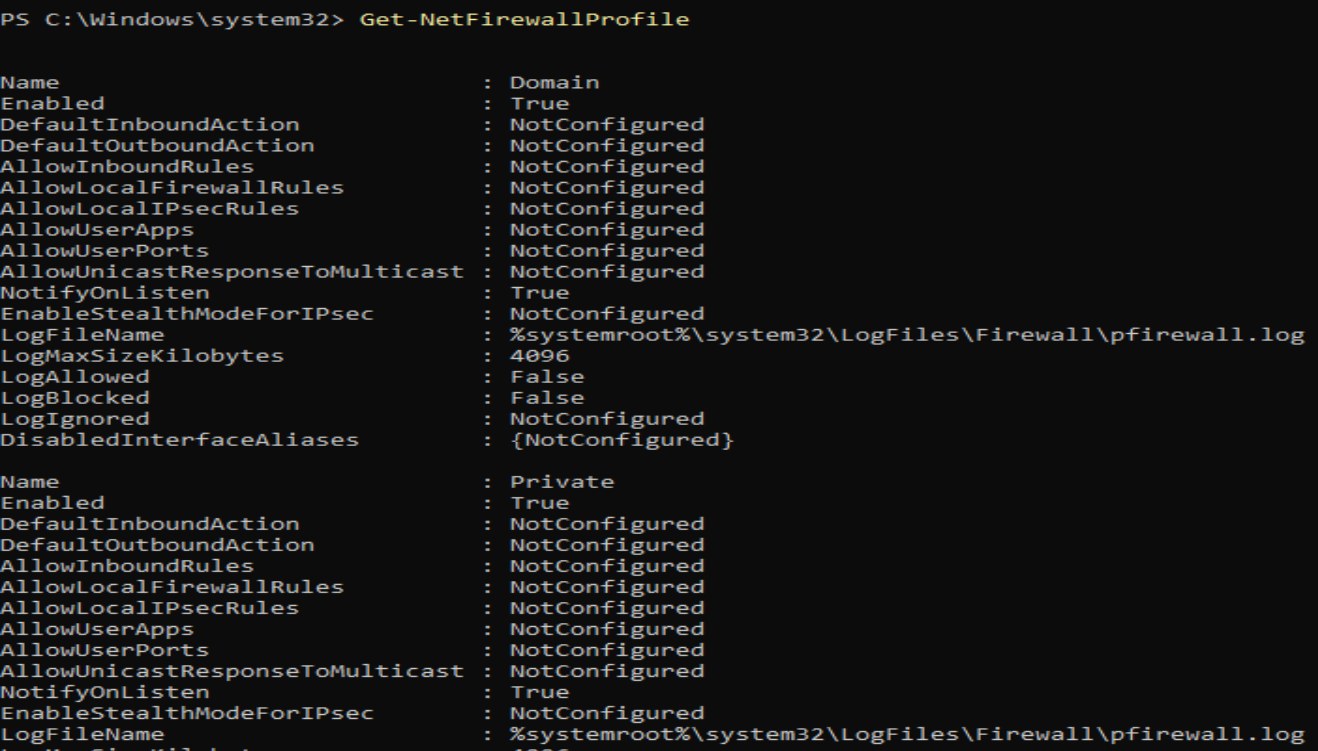 PS C:\Windows\system32> Get-NetFirewallProfile
Name : Domain
Enabled : True
DefaultInboundAction : NotConfigured
DefaultOutboundAction : NotConfigured
AllowInboundRules : NotConfigured
AllowLocalFirewallRules : NotConfigured
AllowLocalIPsecRules : NotConfigured
AllowUserApps : NotConfigured
AllowUserPorts : NotConfigured
AllowUnicastResponseToMulticast : NotConfigured
NotifyOnListen : True
EnableStealthModeForIPsec : NotConfigured
LogFileName : %systemroot%\system32\LogFiles\Firewall\pfirewall.log
LogMaxSizeKilobytes : 4096
LogAllowed : False
LogBlocked : False
LogIgnored : NotConfigured
DisabledInterfaceAliases : {NotConfigured}
Name : Private
Enabled : True
DefaultInboundAction : NotConfigured
DefaultOutboundAction : NotConfigured
AllowInboundRules : NotConfigured
AllowLocalFirewallRules : NotConfigured
AllowLocalIPsecRules : NotConfigured
AllowUserApps : NotConfigured
AllowUserPorts : NotConfigured
AllowUnicastResponseToMulticast : NotConfigured
NotifyOnListen : True
EnableStealthModeForIPsec : NotConfigured
LogFileName : %systemroot%\system32\LogFiles\Firewall\pfirewall.log